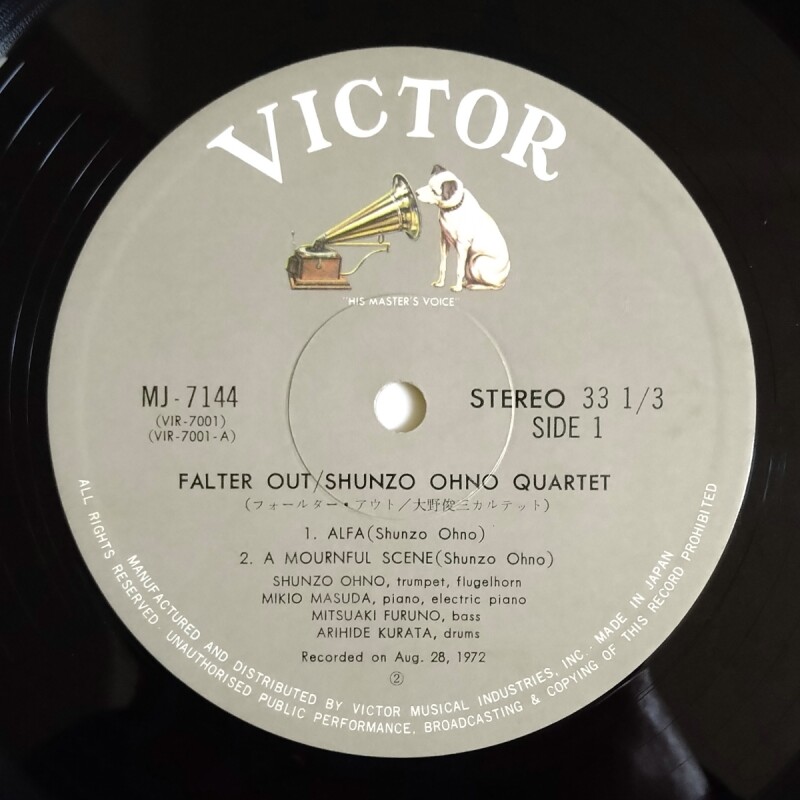 VICTOR
"HIS MASTER'S VOICE"
MJ-7144
(VIR-7001)
(VIR-7001-A)
STEREO 33 1/3
SIDE 1
FALTER OUT/SHUNZO OHNO QUARTET
(フォールター・アウト/大野俊三カルテット)
1. ALFA(Shunzo Ohno)
2. A MOURNFUL SCENE(Shunzo Ohno)
SHUNZO OHNO, trumpet, flugelhorn
MIKIO MASUDA, piano, electric piano
MITSUAKI FURUNO, bass
ARIHIDE KURATA, drums
Recorded on Aug. 28, 1972
②
MANUFACTURED AND DISTRIBUTED BY VICTOR MUSICAL INDUSTRIES, INC. MADE IN JAPAN
ALL RIGHTS RESERVED. UNAUTHORISED PUBLIC PERFORMANCE, BROADCASTING & COPYING OF THIS RECORD PROHIBITED